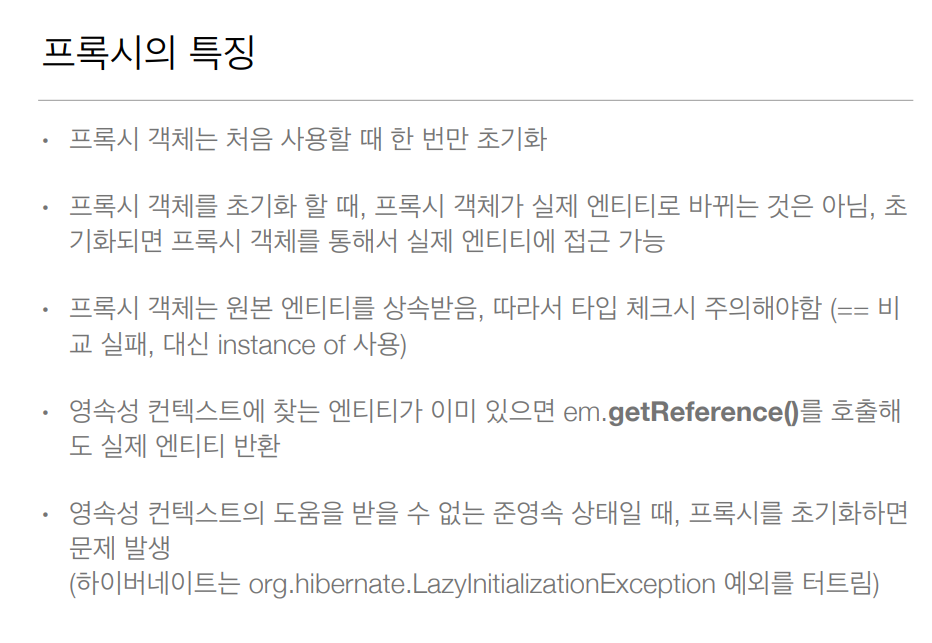 프록시의 특징
• 프록시 객체는 처음 사용할 때 한 번만 초기화
• 프록시 객체를 초기화 할 때, 프록시 객체가 실제 엔티티로 바뀌는 것은 아님, 초
기화되면 프록시 객체를 통해서 실제 엔티티에 접근 가능
• 프록시 객체는 원본 엔티티를 상속받음, 따라서 타입 체크시 주의해야함 (== 비
교 실패, 대신 instance of 사용)
• 영속성 컨텍스트에 찾는 엔티티가 이미 있으면 em.getReference()를 호출해
도 실제 엔티티 반환
• 영속성 컨텍스트의 도움을 받을 수 없는 준영속 상태일 때, 프록시를 초기화하면
문제 발생
(하이버네이트는 org.hibernate.LazyInitializationException 예외를 터트림)